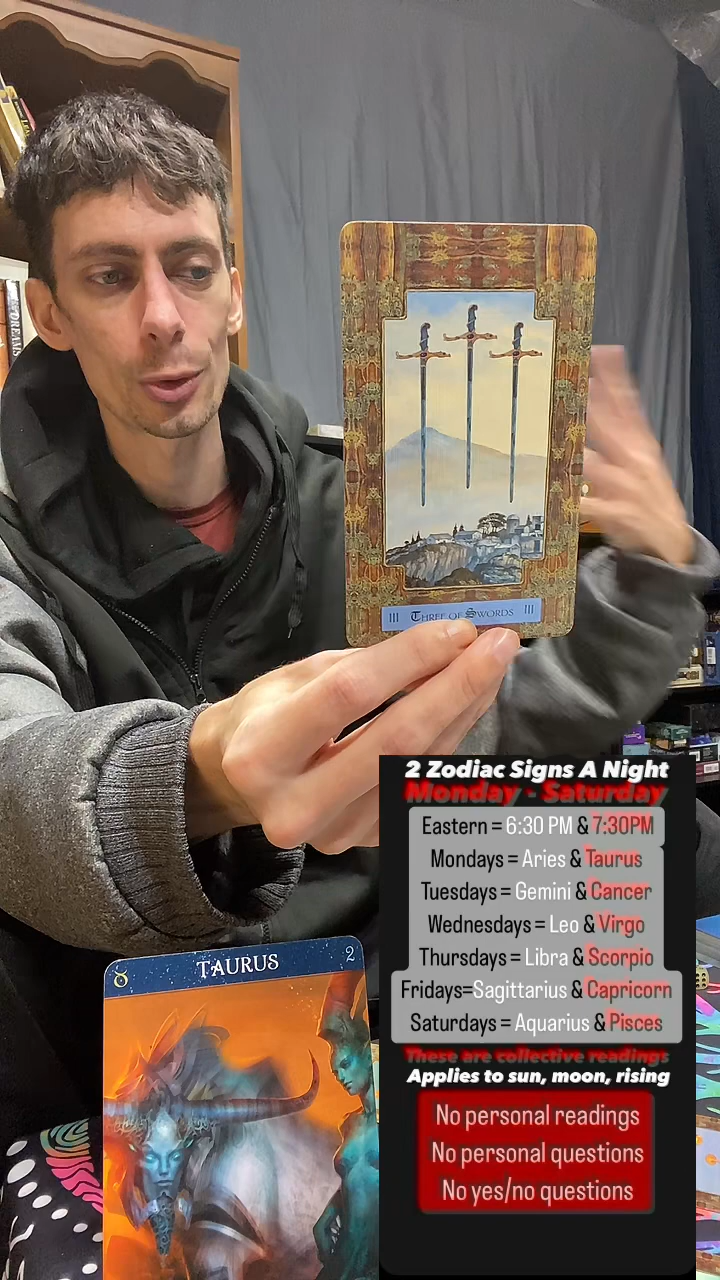 DREAMS
III THREE OF SWORDS III
2 Zodiac Signs A Night
Monday - Saturday
Eastern = 6:30 PM & 7:30PM
Mondays = Aries & Taurus
Tuesdays = Gemini & Cancer
Wednesdays = Leo & Virgo
Thursdays = Libra & Scorpio
Fridays=Sagittarius & Capricorn
Saturdays = Aquarius & Pisces
These are collective readings
Applies to sun, moon, rising
No personal readings
No personal questions
No yes/no questions
♉ TAURUS 2